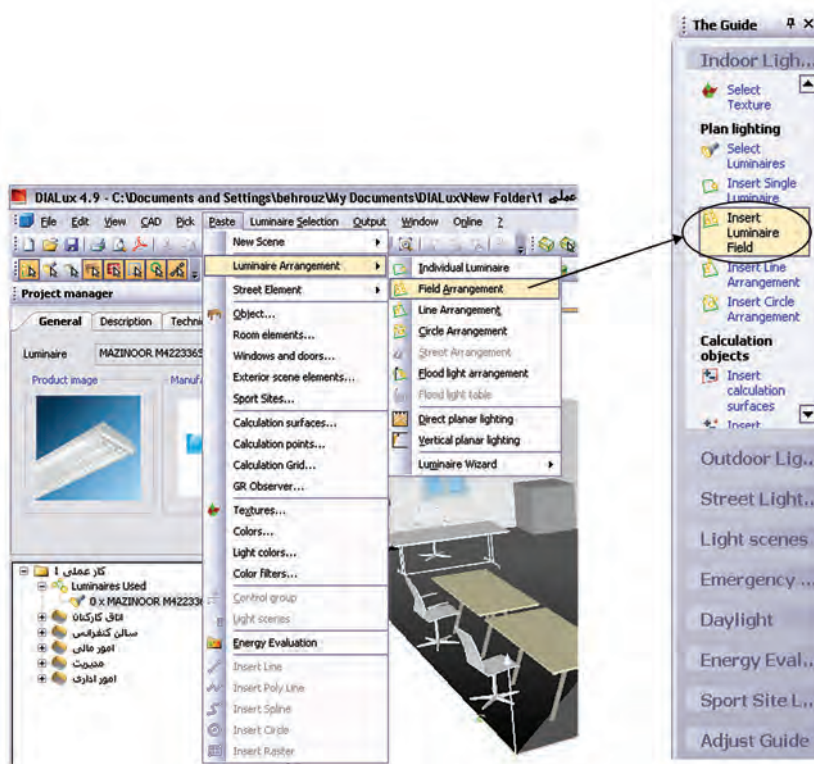 DIALux 4.9 - C:\Documents and Settings\behrouz\My Documents\DIALux\New Folder\1 عملی
File Edit View CAD Pick Paste Luminaire Selection Output Window Online ?
Project manager
General Description Techni
Luminaire MAZINOOR M422336S
Product image Manufa
کار عملی 1
Luminaires Used
0 x MAZINOOR M42233
اتاق کارکنان
سالن کنفرانس
امور مالی
مدیریت
امور اداری
New Scene
Luminaire Arrangement
Street Element
Object...
Room elements...
Windows and doors...
Exterior scene elements...
Sport Sites...
Calculation surfaces...
Calculation points...
Calculation Grid...
GR Observer...
Textures...
Colors...
Light colors...
Color filters...
Control group
Light scenes
Energy Evaluation
Insert Line
Insert Poly Line
Insert Spline
Insert Circle
Insert Raster
Individual Luminaire
Field Arrangement
Line Arrangement
Circle Arrangement
Street Arrangement
Flood light arrangement
Flood light table
Direct planar lighting
Vertical planar lighting
Luminaire Wizard
The Guide
Indoor Ligh...
Select
Texture
Plan lighting
Select
Luminaires
Insert Single
Luminaire
Insert
Luminaire
Field
Insert Line
Arrangement
Insert Circle
Arrangement
Calculation
objects
Insert
calculation
surfaces
Insert
Outdoor Lig...
Street Light...
Light scenes
Emergency ...
Daylight
Energy Eval...
Sport Site L...
Adjust Guide